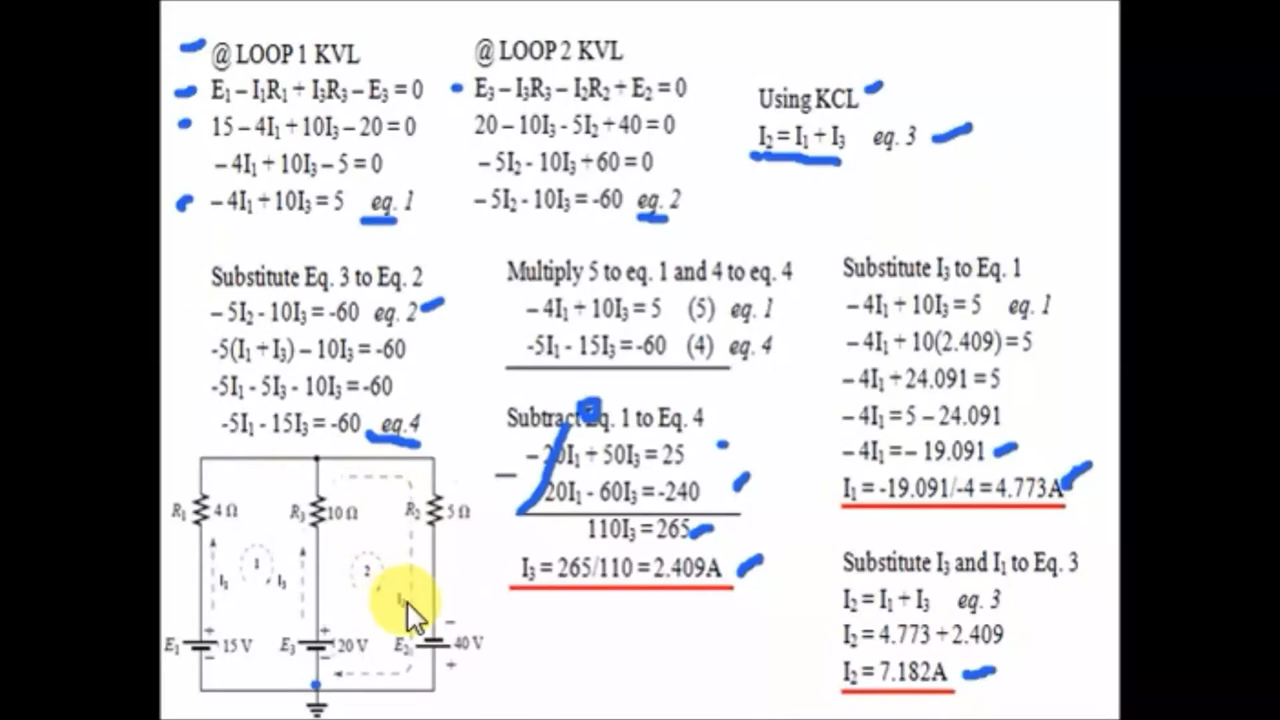 @ LOOP 1 KVL
E₁ – I₁R₁ + I₃R₃ – E₃ = 0
15 – 4I₁ + 10I₃ – 20 = 0
– 4I₁ + 10I₃ – 5 = 0
– 4I₁ + 10I₃ = 5 eq. 1
@ LOOP 2 KVL
E₃ – I₃R₃ – I₂R₂ + E₂ = 0
20 – 10I₃ - 5I₂ + 40 = 0
– 5I₂ - 10I₃ + 60 = 0
– 5I₂ - 10I₃ = -60 eq. 2
Using KCL
I₂ = I₁ + I₃ eq. 3
Substitute Eq. 3 to Eq. 2
– 5I₂ - 10I₃ = -60 eq. 2
-5(I₁ + I₃) – 10I₃ = -60
-5I₁ - 5I₃ - 10I₃ = -60
-5I₁ - 15I₃ = -60 eq.4
Multiply 5 to eq. 1 and 4 to eq. 4
– 4I₁ + 10I₃ = 5 (5) eq. 1
-5I₁ - 15I₃ = -60 (4) eq. 4
Subtract Eq. 1 to Eq. 4
– 20I₁ + 50I₃ = 25
20I₁ - 60I₃ = -240
110I₃ = 265
I₃ = 265/110 = 2.409A
Substitute I₃ to Eq. 1
– 4I₁ + 10I₃ = 5 eq. 1
– 4I₁ + 10(2.409) = 5
– 4I₁ + 24.091 = 5
– 4I₁ = 5 – 24.091
– 4I₁ = – 19.091
I₁ = -19.091/-4 = 4.773A
Substitute I₃ and I₁ to Eq. 3
I₂ = I₁ + I₃ eq. 3
I₂ = 4.773 + 2.409
I₂ = 7.182A
R₁ 4 Ω R₃ 10 Ω R₂ 5 Ω
1 2
I₁ I₃
E₁ + – 15 V E₃ + – 20 V E₂ – + 40 V